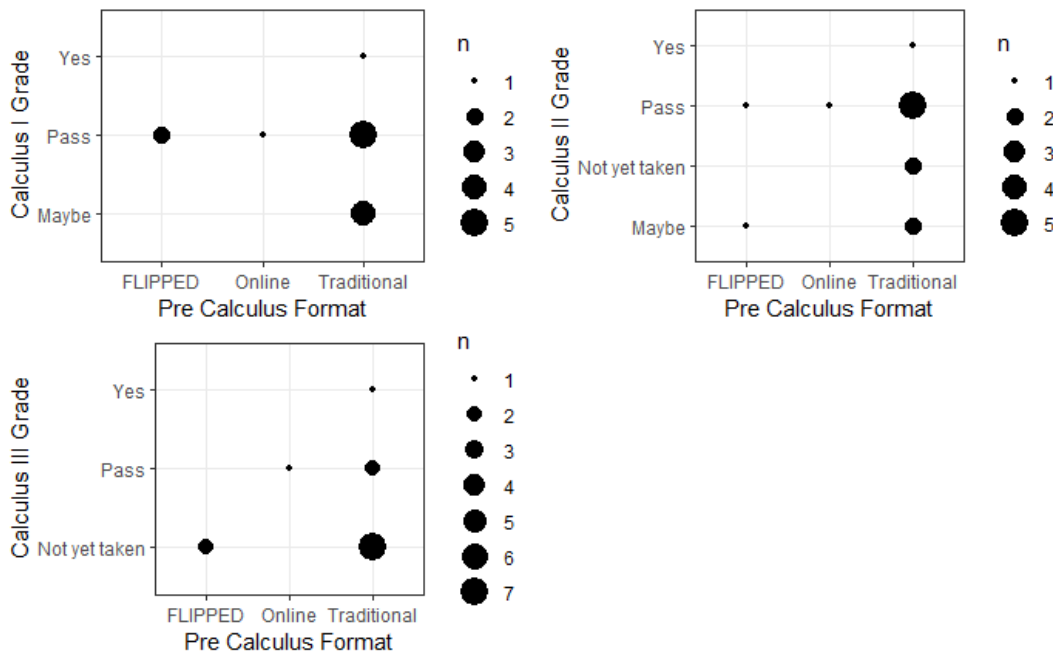 Calculus I Grade
Yes
Pass
Maybe
FLIPPED Online Traditional
Pre Calculus Format
n
1
2
3
4
5
Calculus II Grade
Yes
Pass
Not yet taken
Maybe
FLIPPED Online Traditional
Pre Calculus Format
n
1
2
3
4
5
Calculus III Grade
Yes
Pass
Not yet taken
FLIPPED Online Traditional
Pre Calculus Format
n
1
2
3
4
5
6
7